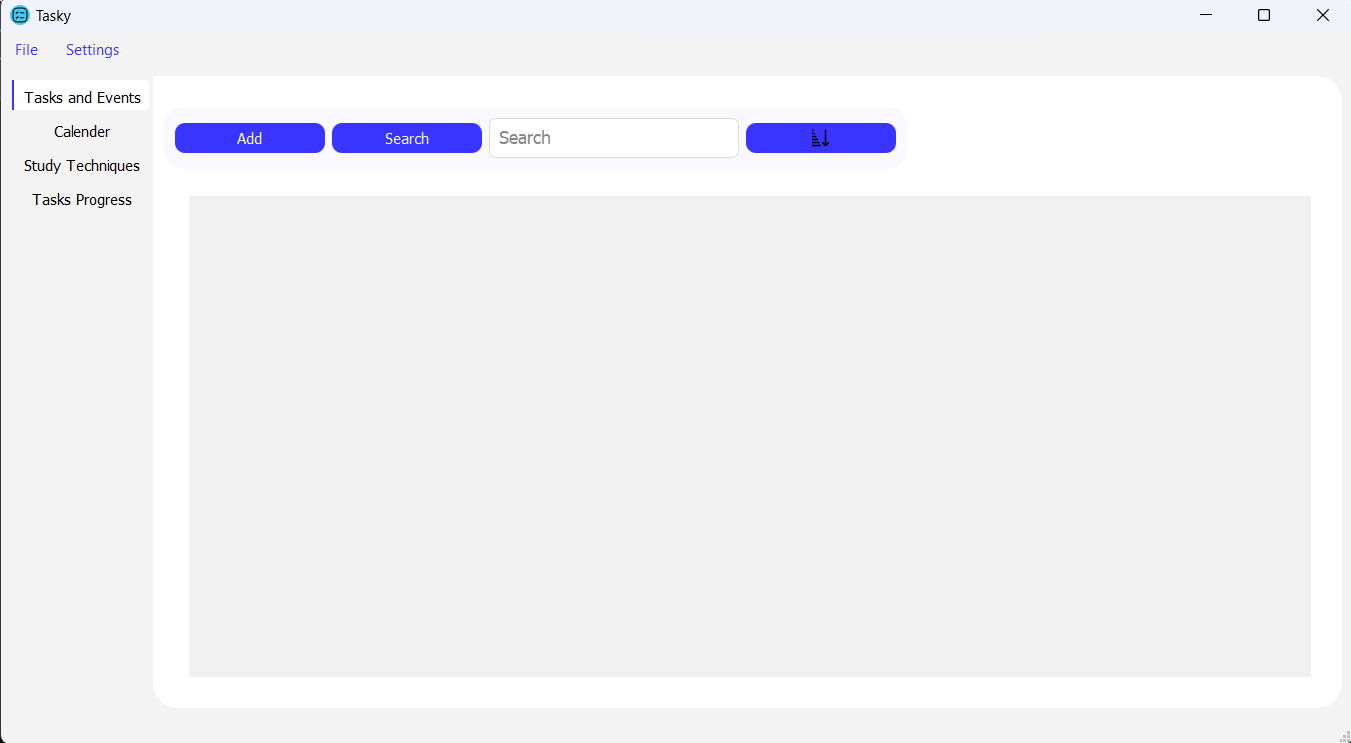 Tasky
File Settings
Tasks and Events
Calender
Study Techniques
Tasks Progress
Add Search Search